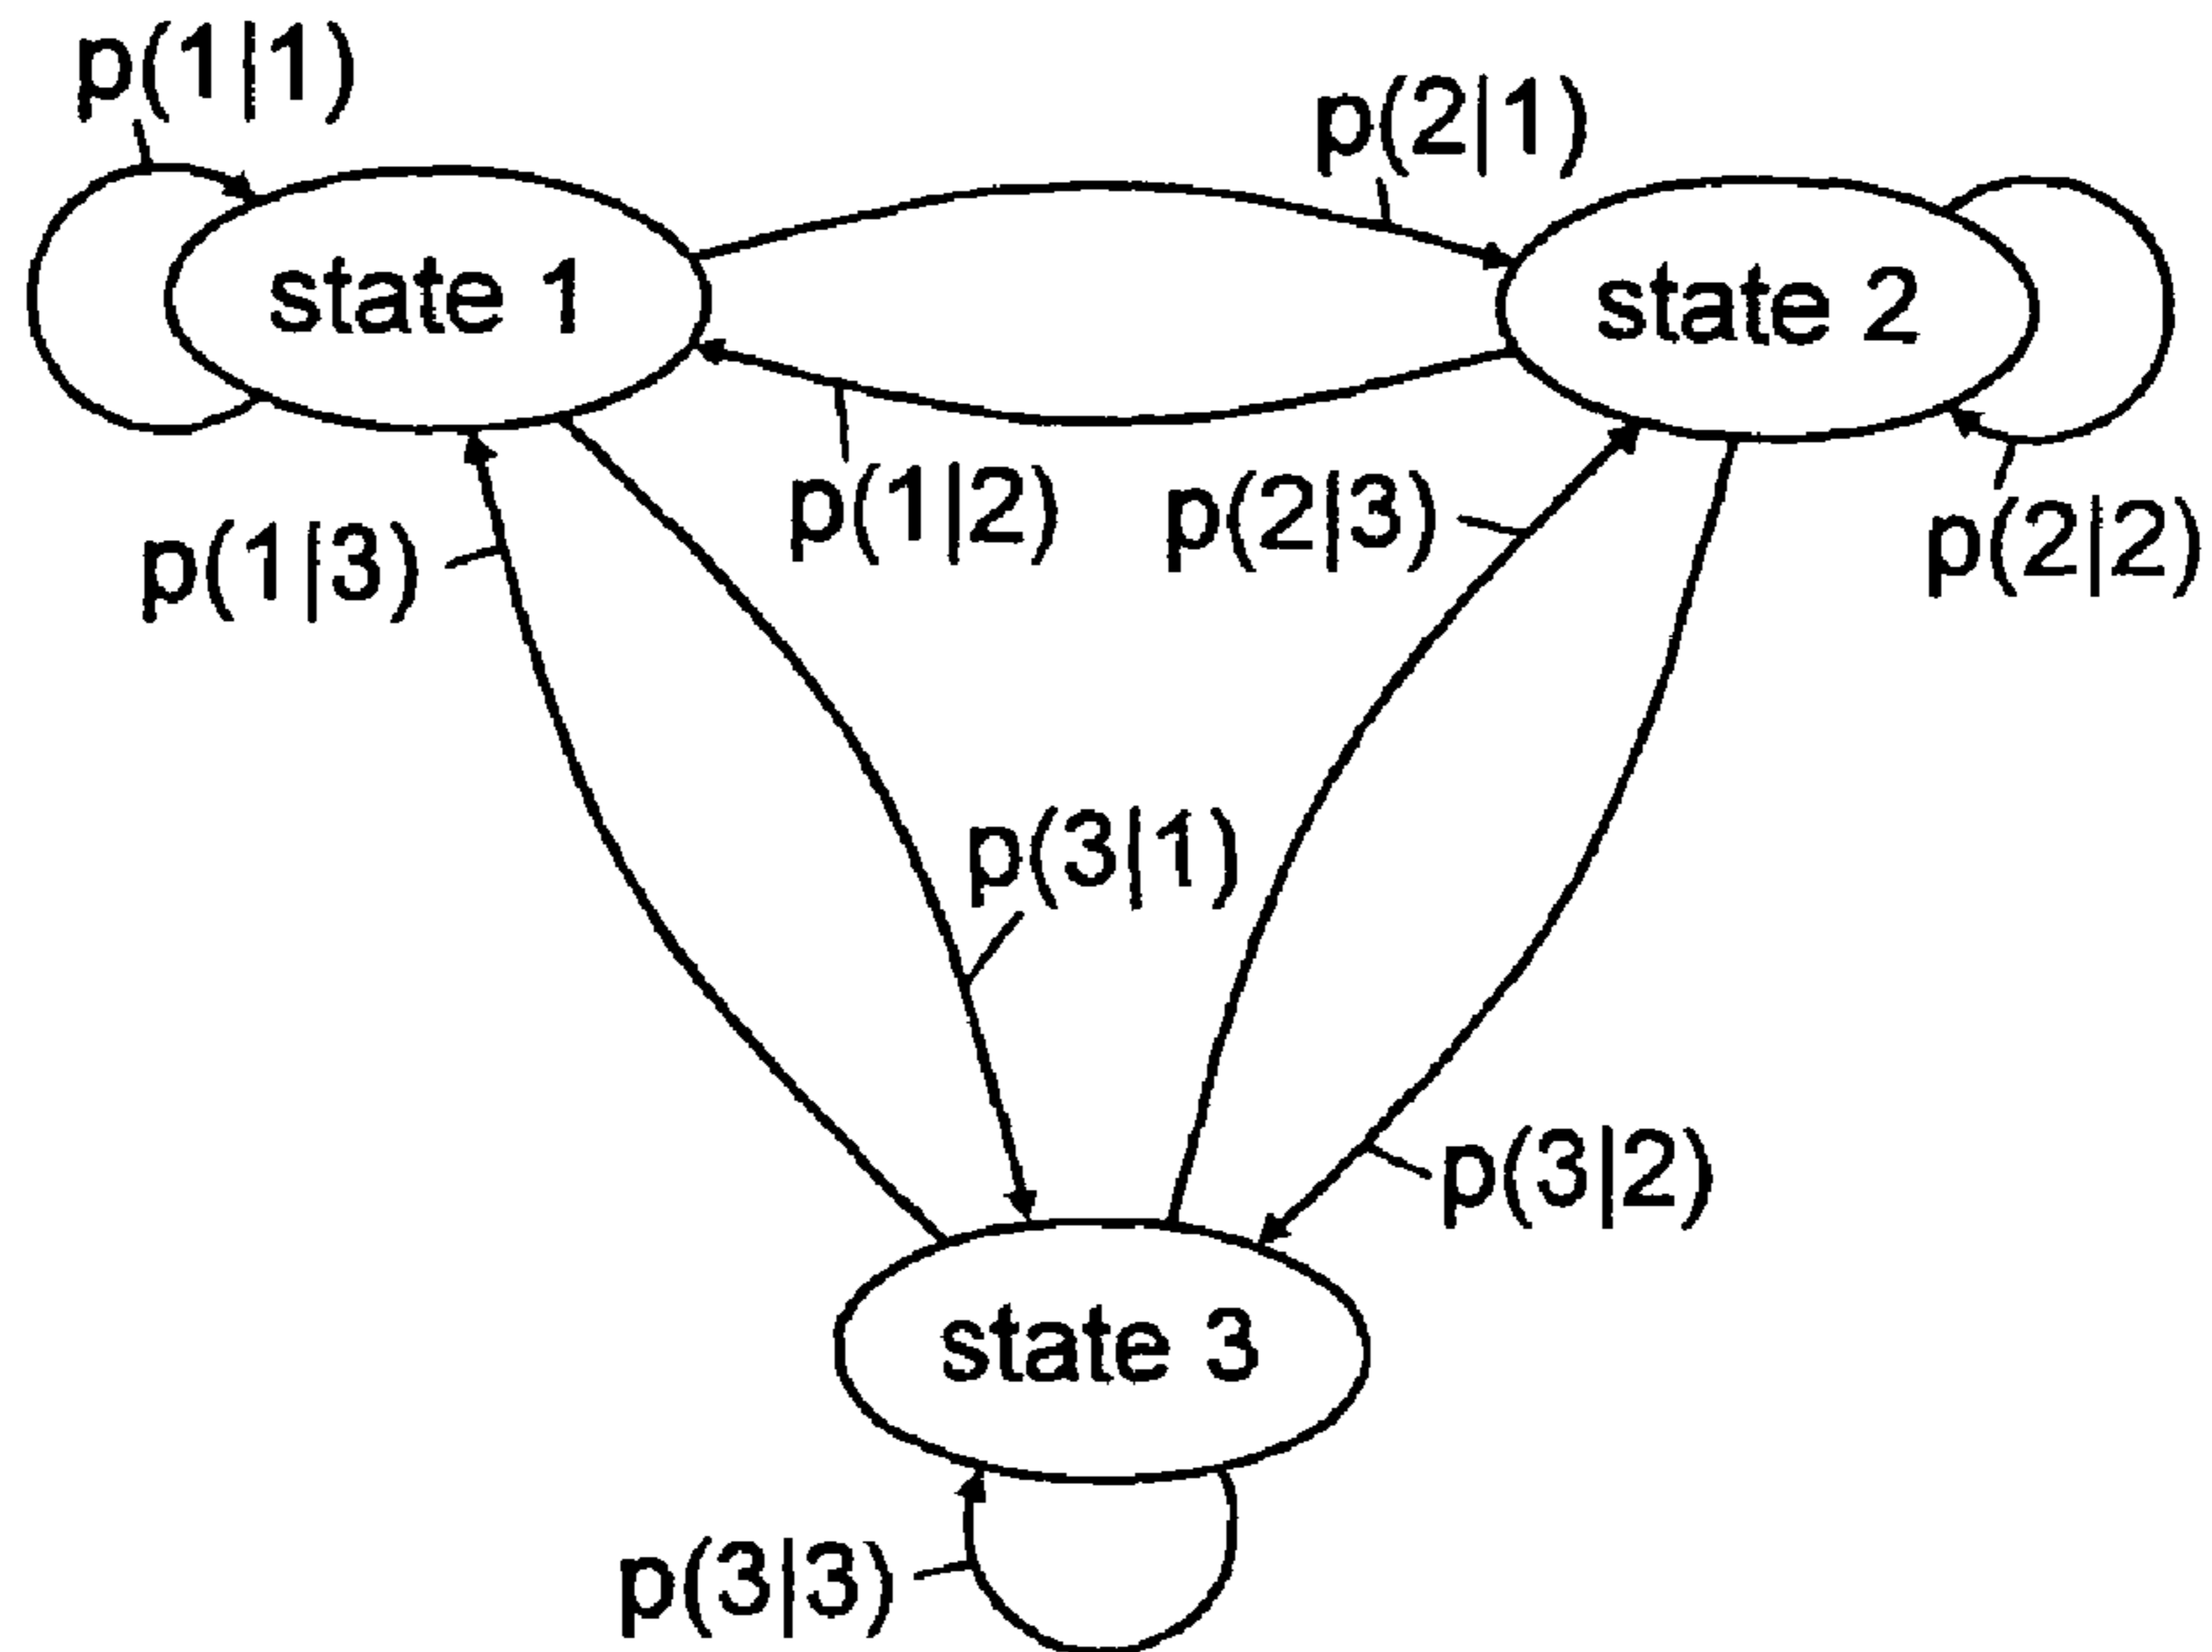 p(1|1)
p(2|1)
state 1
state 2
p(1|2)
p(2|3)
p(2|2)
p(1|3)
p(3|1)
p(3|2)
state 3
p(3|3)